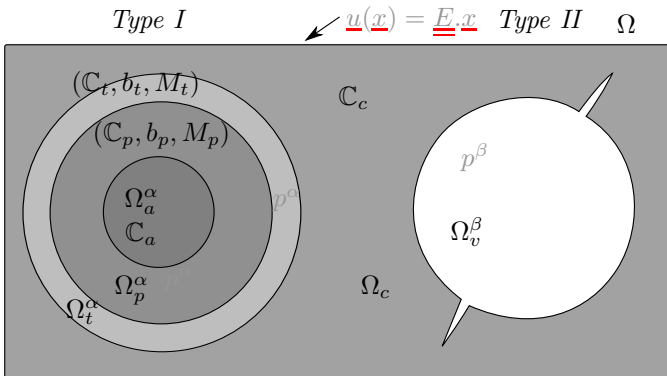 Type I
u(x) = E.x
Type II
Ω
(ℂ_t, b_t, M_t)
ℂ_c
(ℂ_p, b_p, M_p)
p^β
Ω_a^α
p^α
ℂ_a
Ω_v^β
Ω_p^α
Ω_c
Ω_t^α